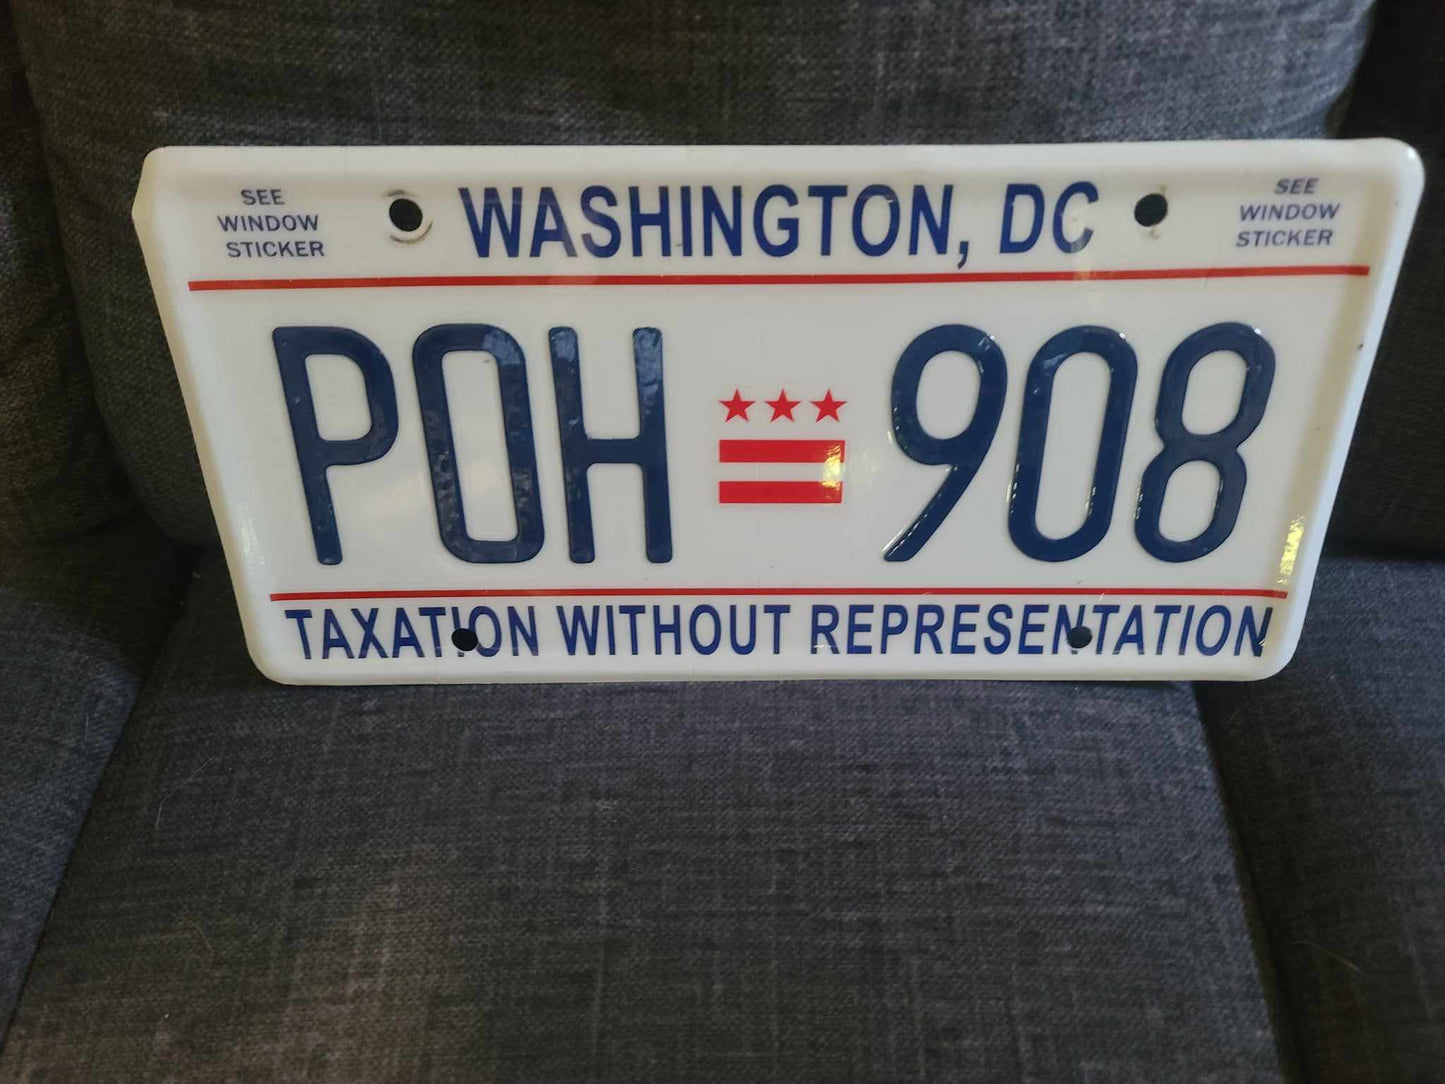 SEE
WINDOW
STICKER
WASHINGTON, DC
SEE
WINDOW
STICKER
POH 908
TAXATION WITHOUT REPRESENTATION